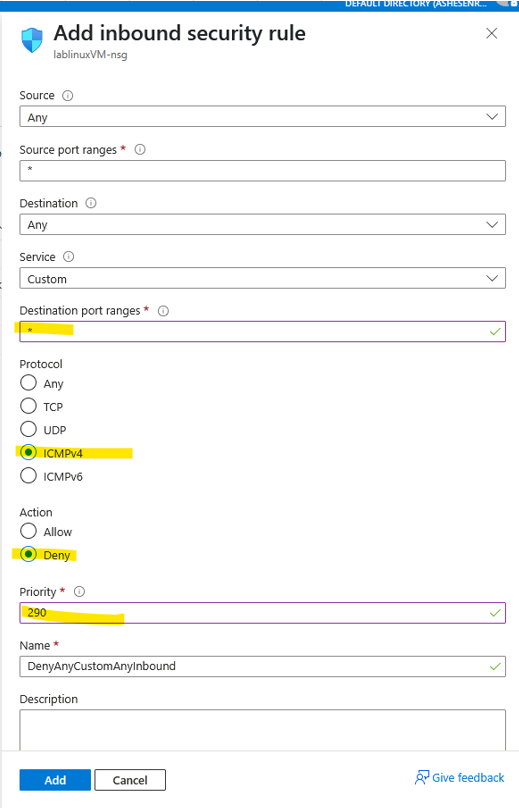 DEFAULT DIRECTORY (ASHESENR...
Add inbound security rule
lablinuxVM-nsg
Source
Any
Source port ranges *
*
Destination
Any
Service
Custom
Destination port ranges *
*
Protocol
Any
TCP
UDP
ICMPv4
ICMPv6
Action
Allow
Deny
Priority *
290
Name *
DenyAnyCustomAnyInbound
Description
Add
Cancel
Give feedback